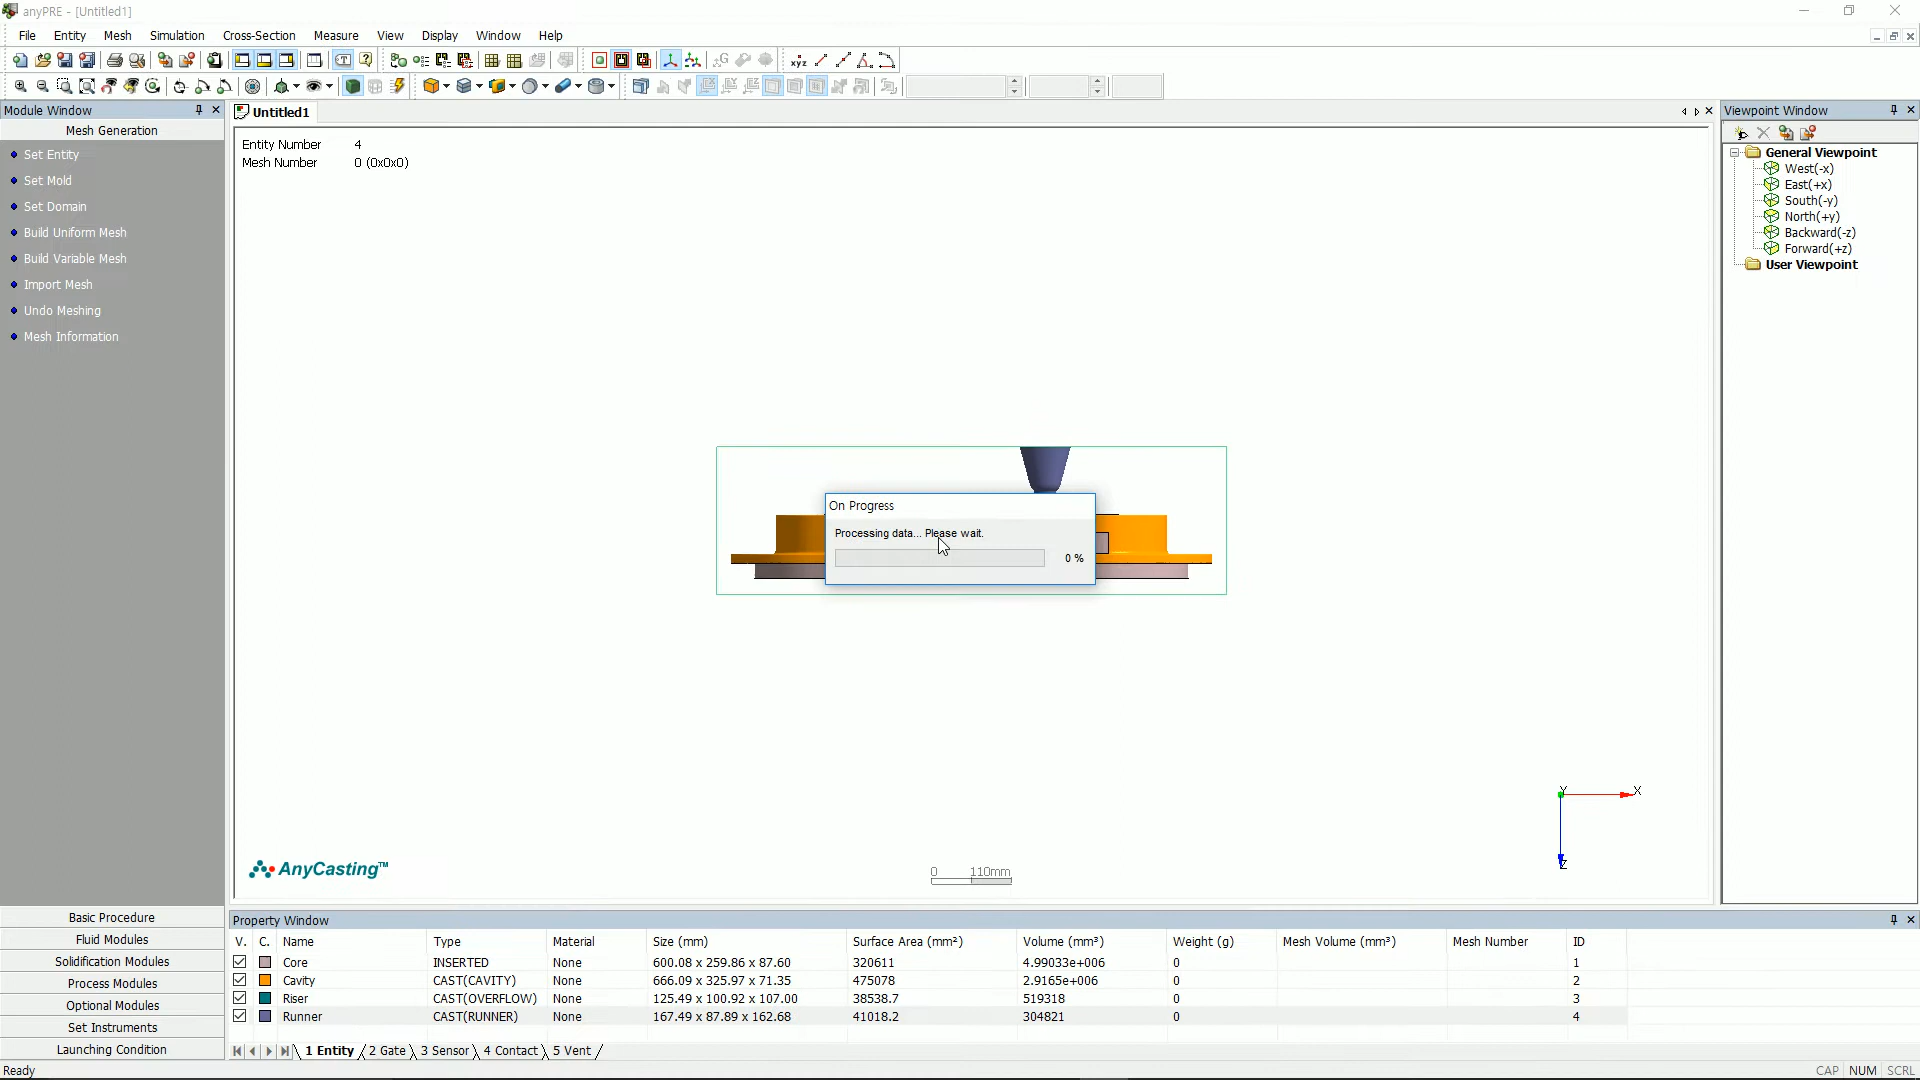 anyPRE - [Untitled1]
File Entity Mesh Simulation Cross-Section Measure View Display Window Help
Module Window
Mesh Generation
Set Entity
Set Mold
Set Domain
Build Uniform Mesh
Build Variable Mesh
Import Mesh
Undo Meshing
Mesh Information
Basic Procedure
Fluid Modules
Solidification Modules
Process Modules
Optional Modules
Set Instruments
Launching Condition
Untitled1
Entity Number 4
Mesh Number 0 (0x0x0)
On Progress
Processing data... Please wait.
0 %
Y X
Z
AnyCasting™
0 110mm
Viewpoint Window
General Viewpoint
West(-x)
East(+x)
South(-y)
North(+y)
Backward(-z)
Forward(+z)
User Viewpoint
Property Window
V. C. Name Type Material Size (mm) Surface Area (mm²) Volume (mm³) Weight (g) Mesh Volume (mm³) Mesh Number ID
Core INSERTED None 600.08 x 259.86 x 87.60 320611 4.99033e+006 0 1
Cavity CAST(CAVITY) None 666.09 x 325.97 x 71.35 475078 2.9165e+006 0 2
Riser CAST(OVERFLOW) None 125.49 x 100.92 x 107.00 38538.7 519318 0 3
Runner CAST(RUNNER) None 167.49 x 87.89 x 162.68 41018.2 304821 0 4
1 Entity 2 Gate 3 Sensor 4 Contact 5 Vent
Ready CAP NUM SCRL